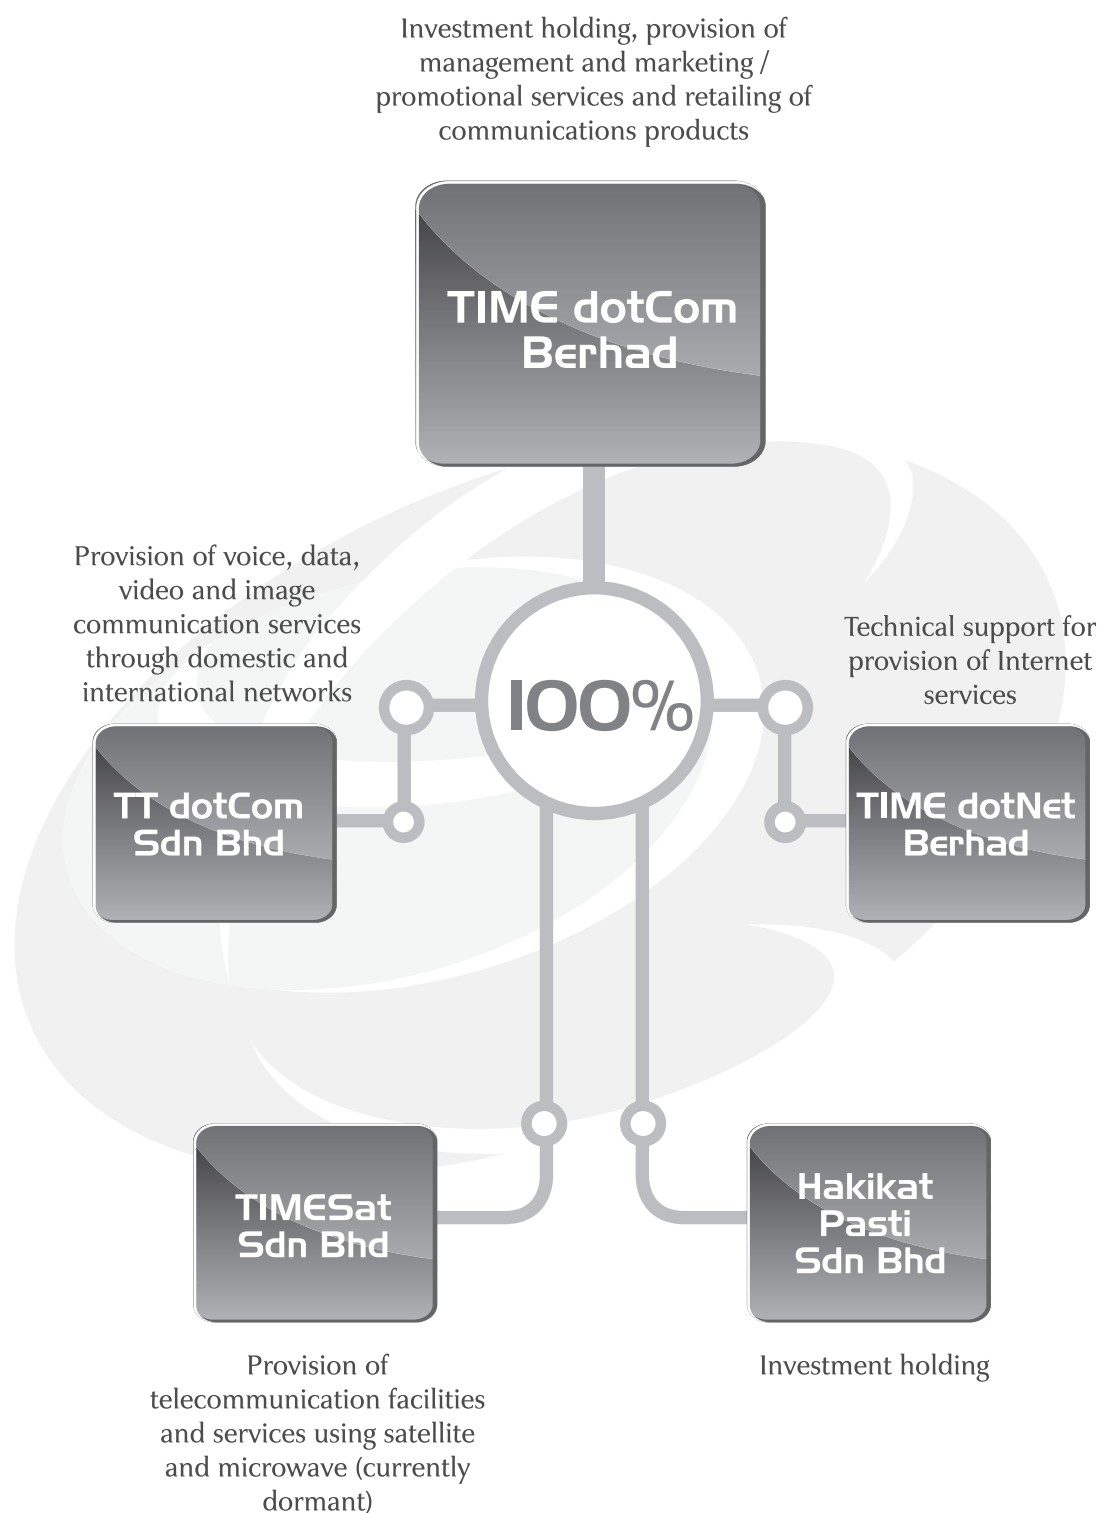 Investment holding, provision of
management and marketing /
promotional services and retailing of
communications products
TIME dotCom
Berhad
Provision of voice, data,
video and image
communication services
through domestic and
international networks
Technical support for
provision of Internet
services
100%
TT dotCom
Sdn Bhd
TIME dotNet
Berhad
TIMESat
Sdn Bhd
Hakikat
Pasti
Sdn Bhd
Provision of
telecommunication facilities
and services using satellite
and microwave (currently
dormant)
Investment holding